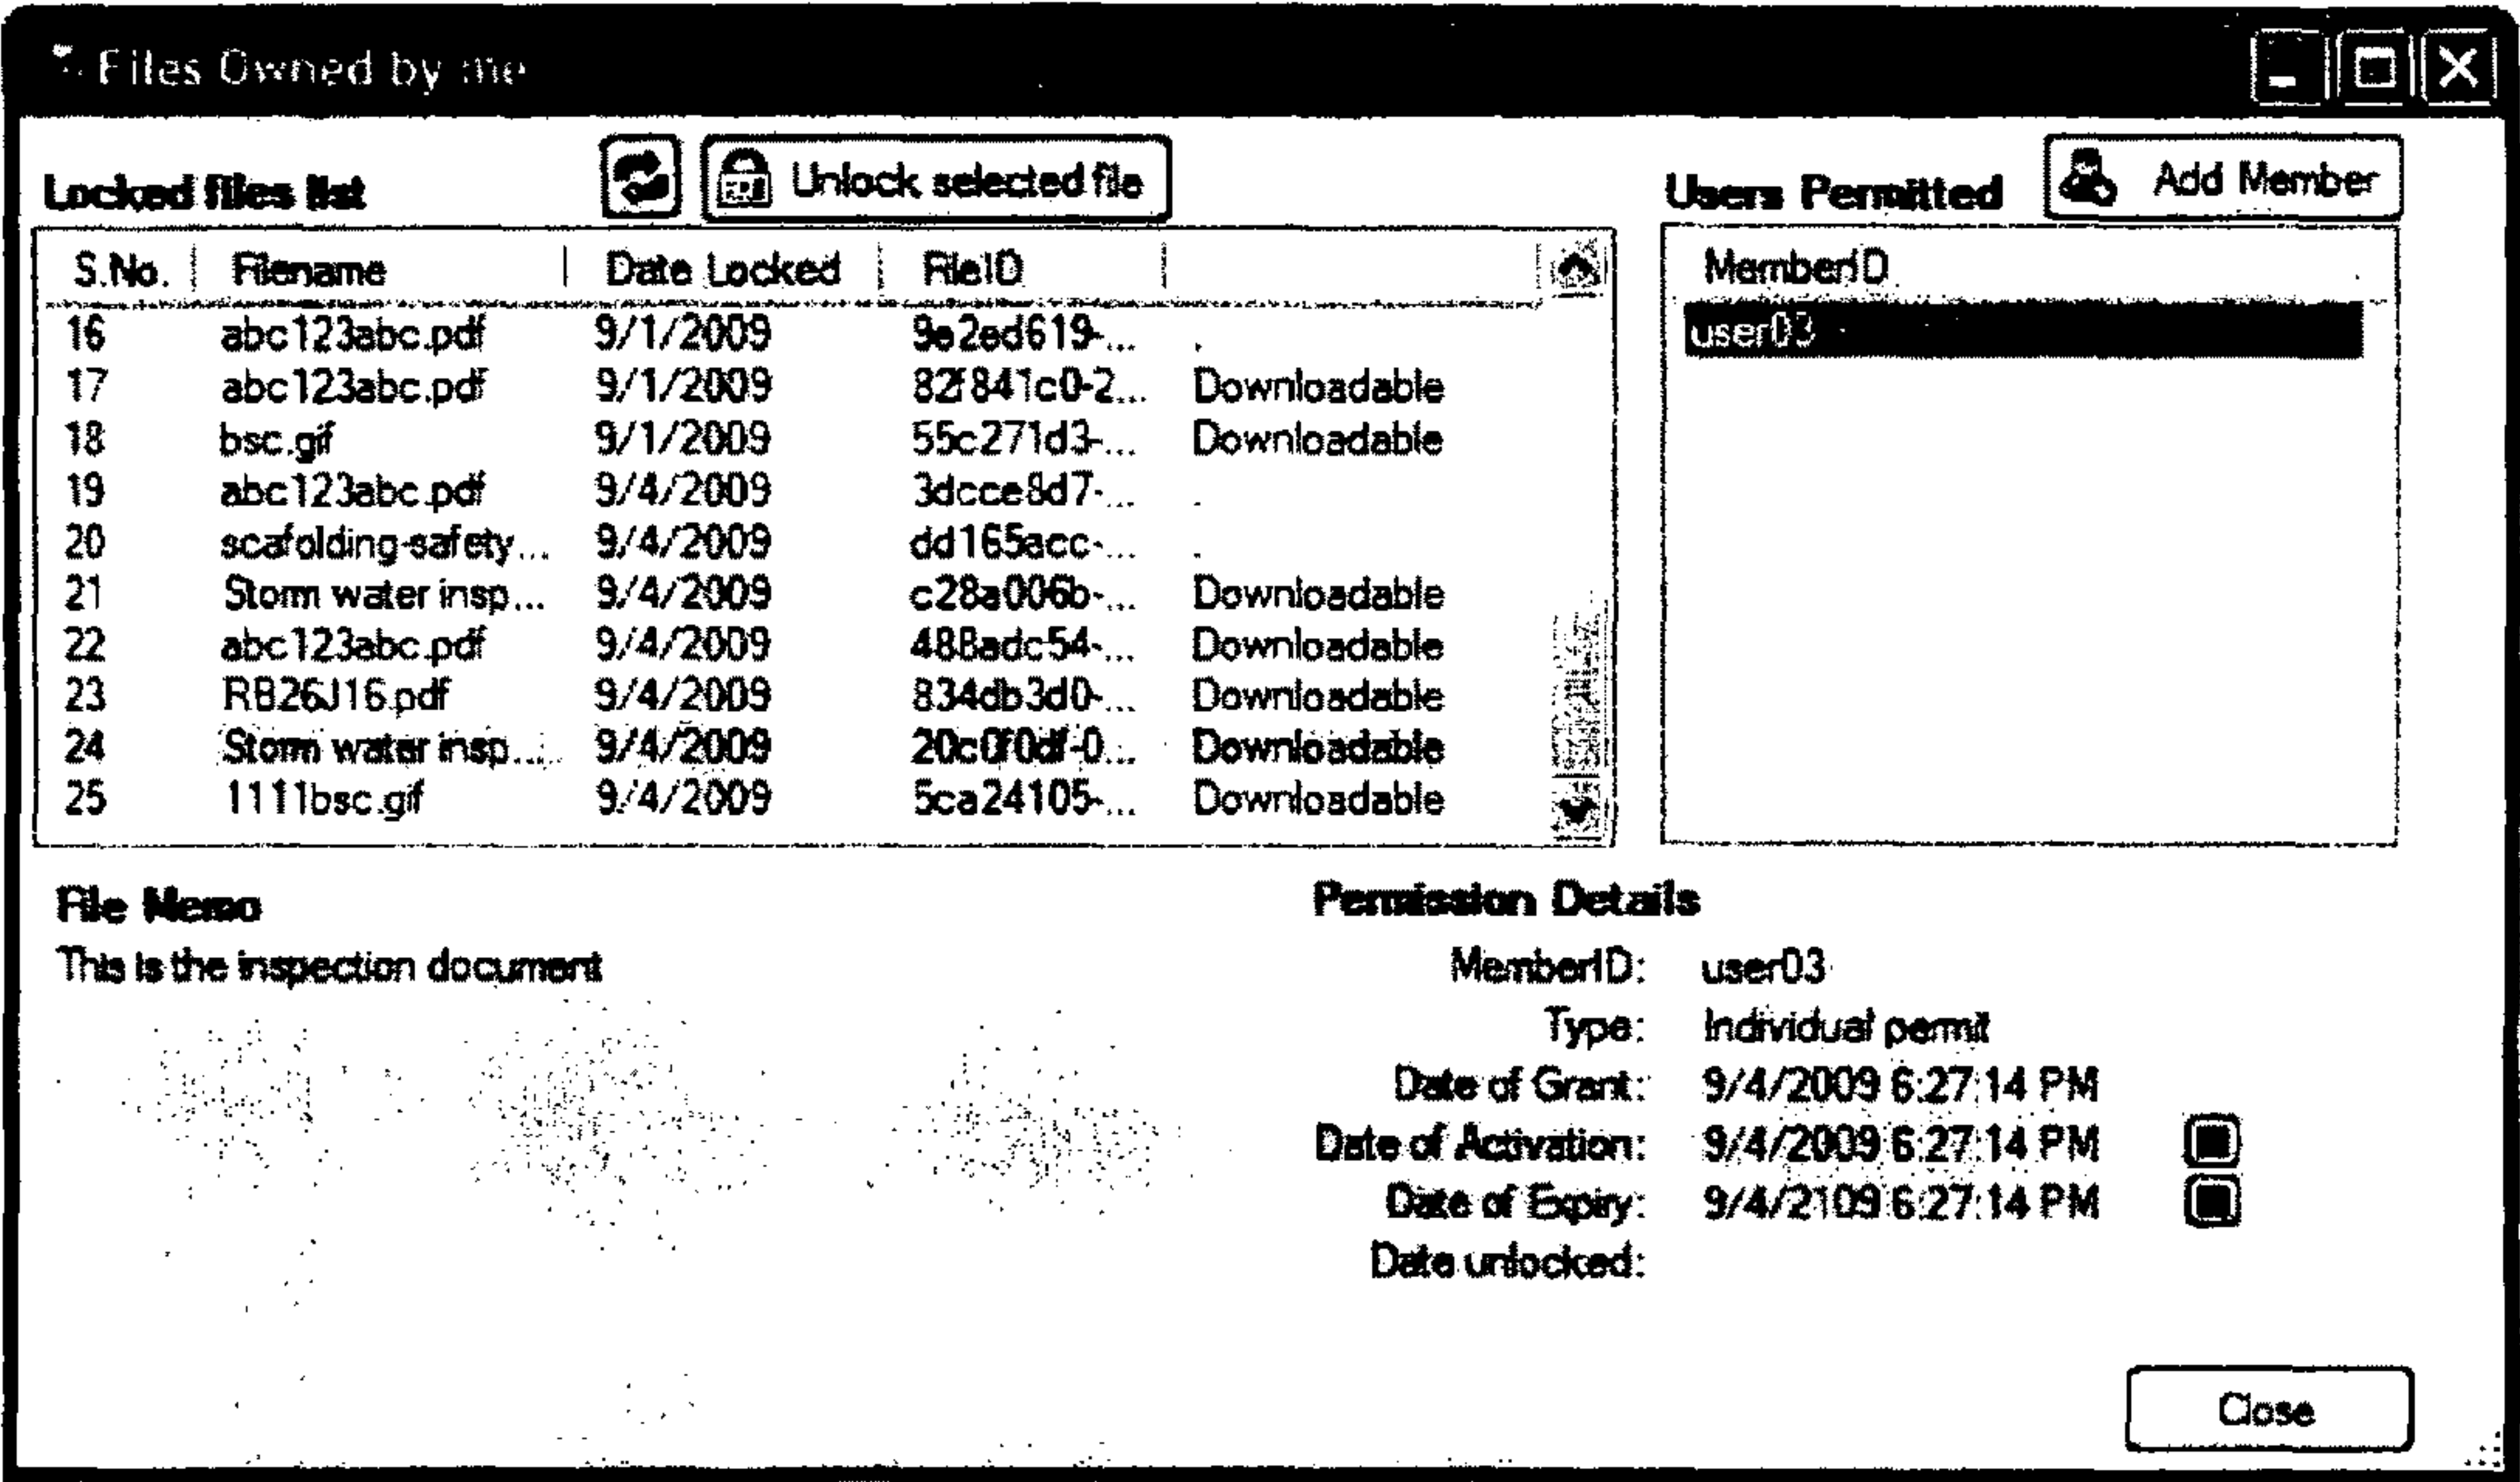 Files Owned by me
Locked files list
Unlock selected file
Users Permitted
Add Member
S.No. Filename Date Locked FileID
MemberID
16 abc123abc.pdf 9/1/2009 9e2ed619-... .
user03
17 abc123abc.pdf 9/1/2009 82f841c0-2... Downloadable
18 bsc.gif 9/1/2009 55c271d3-... Downloadable
19 abc123abc.pdf 9/4/2009 3dcce8d7-... .
20 scafolding-safety... 9/4/2009 dd165acc-... .
21 Storm water insp... 9/4/2009 c28a006b-... Downloadable
22 abc123abc.pdf 9/4/2009 488adc54-... Downloadable
23 RB26J16.pdf 9/4/2009 834db3d0-... Downloadable
24 Storm water insp... 9/4/2009 20c0f0df-0... Downloadable
25 1111bsc.gif 9/4/2009 5ca24105-... Downloadable
File Memo
This is the inspection document
Permission Details
MemberID: user03
Type: Individual permit
Date of Grant: 9/4/2009 6:27:14 PM
Date of Activation: 9/4/2009 6:27:14 PM
Date of Expiry: 9/4/2109 6:27:14 PM
Date unlocked:
Close